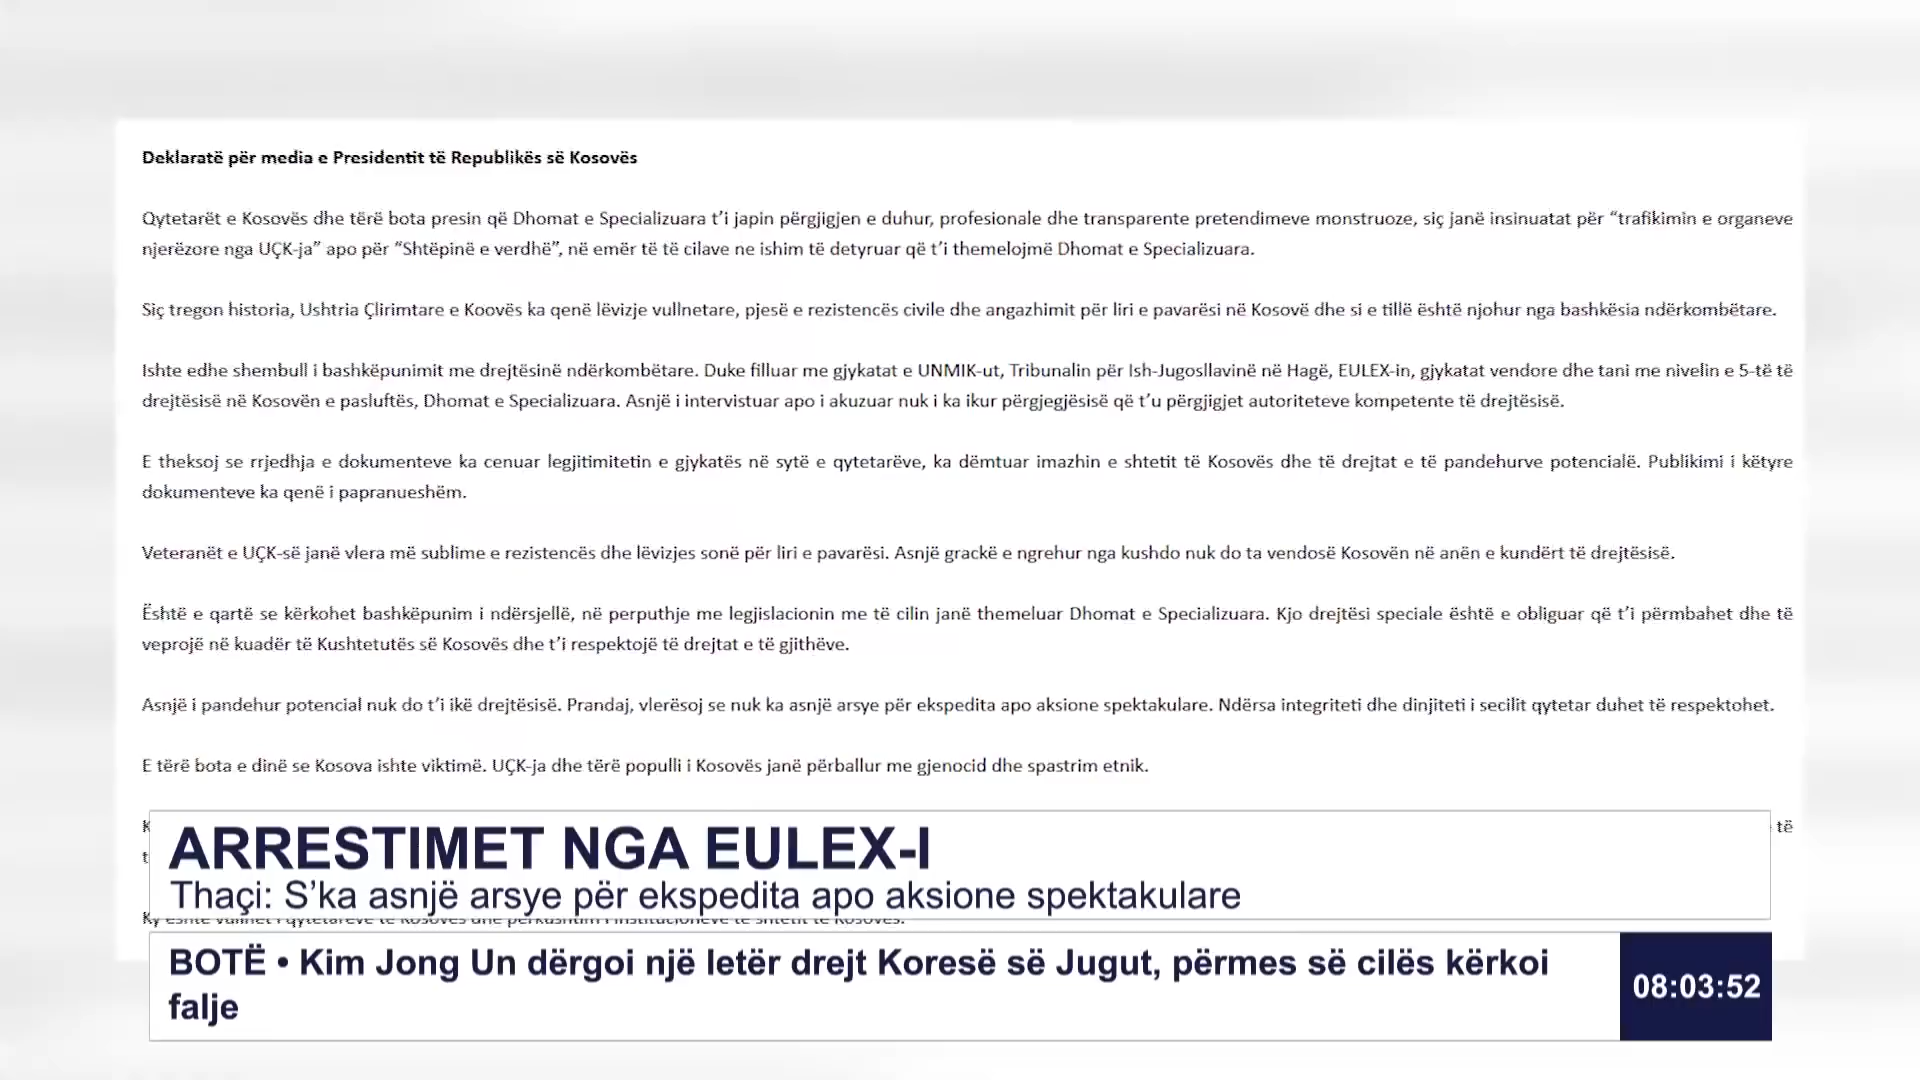 Deklaratë për media e Presidentit të Republikës së Kosovës
Qytetarët e Kosovës dhe tërë bota presin që Dhomat e Specializuara t’i japin përgjigjen e duhur, profesionale dhe transparente pretendimeve monstruoze, siç janë insinuatat për “trafikimin e organeve
njerëzore nga UÇK-ja” apo për “Shtëpinë e verdhë”, në emër të të cilave ne ishim të detyruar që t’i themelojmë Dhomat e Specializuara.
Siç tregon historia, Ushtria Çlirimtare e Koovës ka qenë lëvizje vullnetare, pjesë e rezistencës civile dhe angazhimit për liri e pavarësi në Kosovë dhe si e tillë është njohur nga bashkësia ndërkombëtare.
Ishte edhe shembull i bashkëpunimit me drejtësinë ndërkombëtare. Duke filluar me gjykatat e UNMIK-ut, Tribunalin për Ish-Jugosllavinë në Hagë, EULEX-in, gjykatat vendore dhe tani me nivelin e 5-të të
drejtësisë në Kosovën e pasluftës, Dhomat e Specializuara. Asnjë i intervistuar apo i akuzuar nuk i ka ikur përgjegjësisë që t’u përgjigjet autoriteteve kompetente të drejtësisë.
E theksoj se rrjedhja e dokumenteve ka cenuar legjitimitetin e gjykatës në sytë e qytetarëve, ka dëmtuar imazhin e shtetit të Kosovës dhe të drejtat e të pandehurve potencialë. Publikimi i këtyre
dokumenteve ka qenë i papranueshëm.
Veteranët e UÇK-së janë vlera më sublime e rezistencës dhe lëvizjes sonë për liri e pavarësi. Asnjë grackë e ngrehur nga kushdo nuk do ta vendosë Kosovën në anën e kundërt të drejtësisë.
Është e qartë se kërkohet bashkëpunim i ndërsjellë, në perputhje me legjislacionin me të cilin janë themeluar Dhomat e Specializuara. Kjo drejtësi speciale është e obliguar që t’i përmbahet dhe të
veprojë në kuadër të Kushtetutës së Kosovës dhe t’i respektojë të drejtat e të gjithëve.
Asnjë i pandehur potencial nuk do t’i ikë drejtësisë. Prandaj, vlerësoj se nuk ka asnjë arsye për ekspedita apo aksione spektakulare. Ndërsa integriteti dhe dinjiteti i secilit qytetar duhet të respektohet.
E tërë bota e dinë se Kosova ishte viktimë. UÇK-ja dhe tërë populli i Kosovës janë përballur me gjenocid dhe spastrim etnik.
të
ARRESTIMET NGA EULEX-I
Thaçi: S’ka asnjë arsye për ekspedita apo aksione spektakulare
Ky është vullnet i qytetarëve të Kosovës dhe përkushtim i institucioneve të shtetit të Kosovës.
BOTË • Kim Jong Un dërgoi një letër drejt Koresë së Jugut, përmes së cilës kërkoi
falje
08:03:52